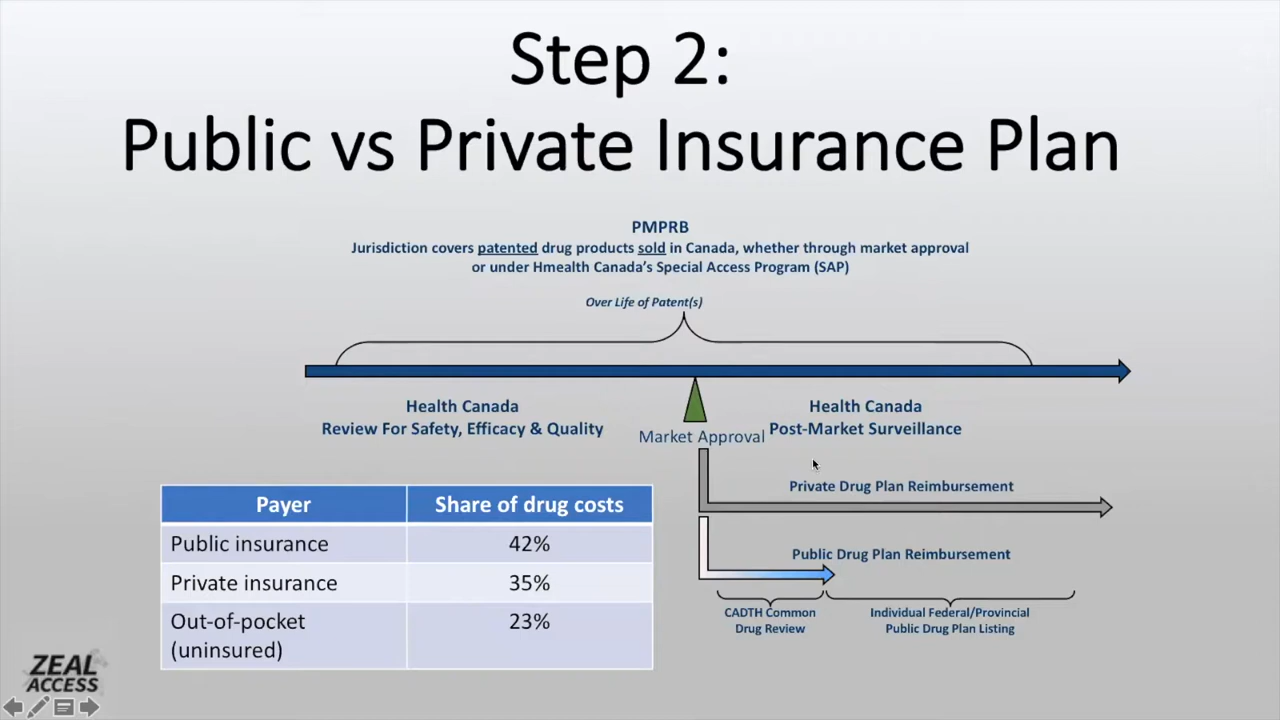 Step 2:
Public vs Private Insurance Plan
PMPRB
Jurisdiction covers patented drug products sold in Canada, whether through market approval
or under Hmealth Canada's Special Access Program (SAP)
Over Life of Patent(s)
Health Canada
Review For Safety, Efficacy & Quality
Market Approval
Health Canada
Post-Market Surveillance
Private Drug Plan Reimbursement
Public Drug Plan Reimbursement
CADTH Common
Drug Review
Individual Federal/Provincial
Public Drug Plan Listing
Payer
Share of drug costs
Public insurance
42%
Private insurance
35%
Out-of-pocket
(uninsured)
23%
ZEAL
ACCESS